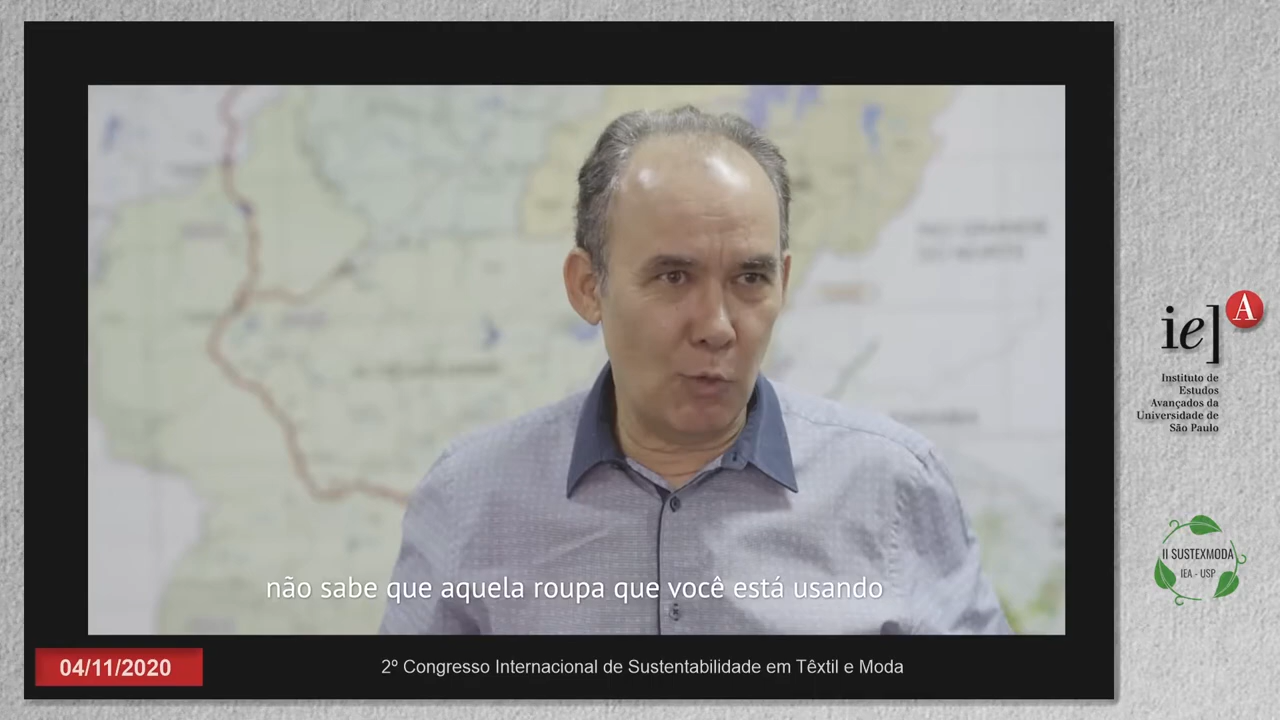 não sabe que aquela roupa que você está usando
04/11/2020
2º Congresso Internacional de Sustentabilidade em Têxtil e Moda
ie]A
Instituto de
Estudos
Avançados da
Universidade de
São Paulo
II SUSTEXMODA
IEA - USP